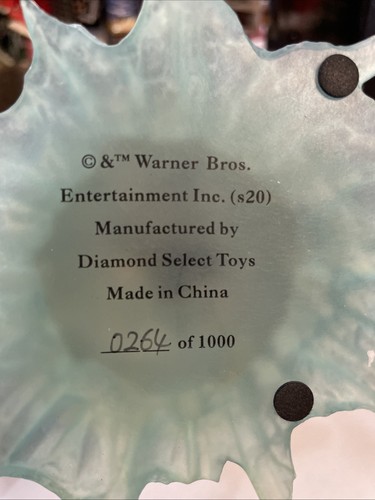 © &™ Warner Bros.
Entertainment Inc. (s20)
Manufactured by
Diamond Select Toys
Made in China
0264 of 1000